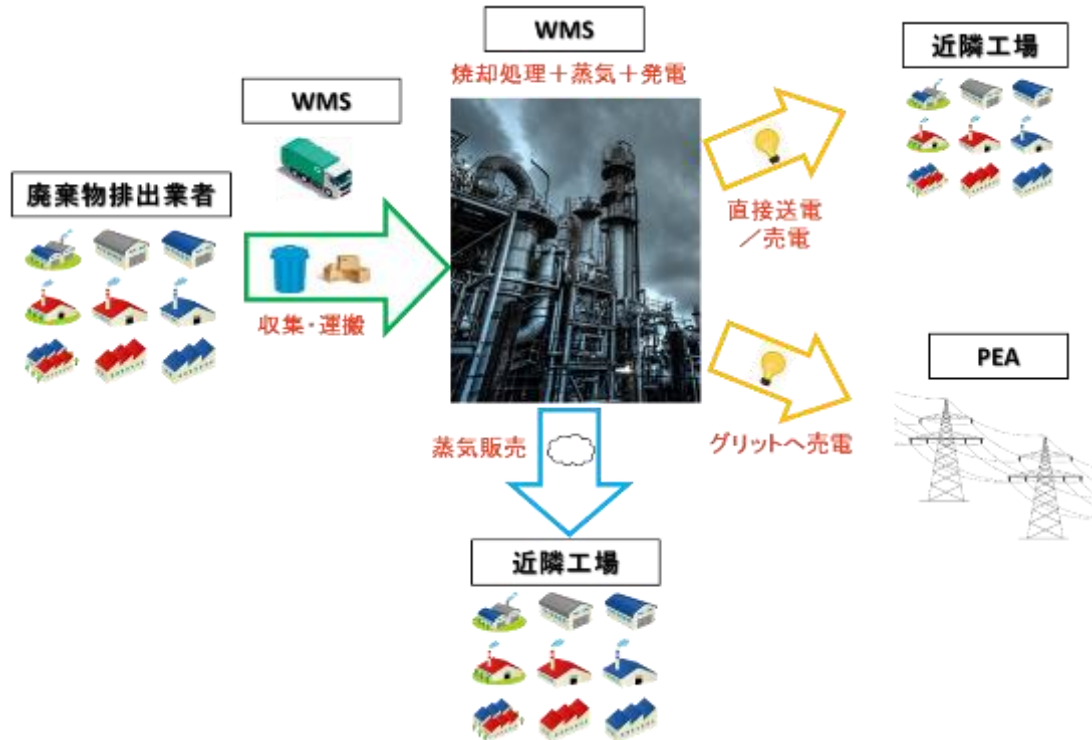 WMS
焼却処理＋蒸気＋発電
近隣工場
WMS
廃棄物排出業者
収集・運搬
直接送電
／売電
PEA
グリットへ売電
蒸気販売
近隣工場